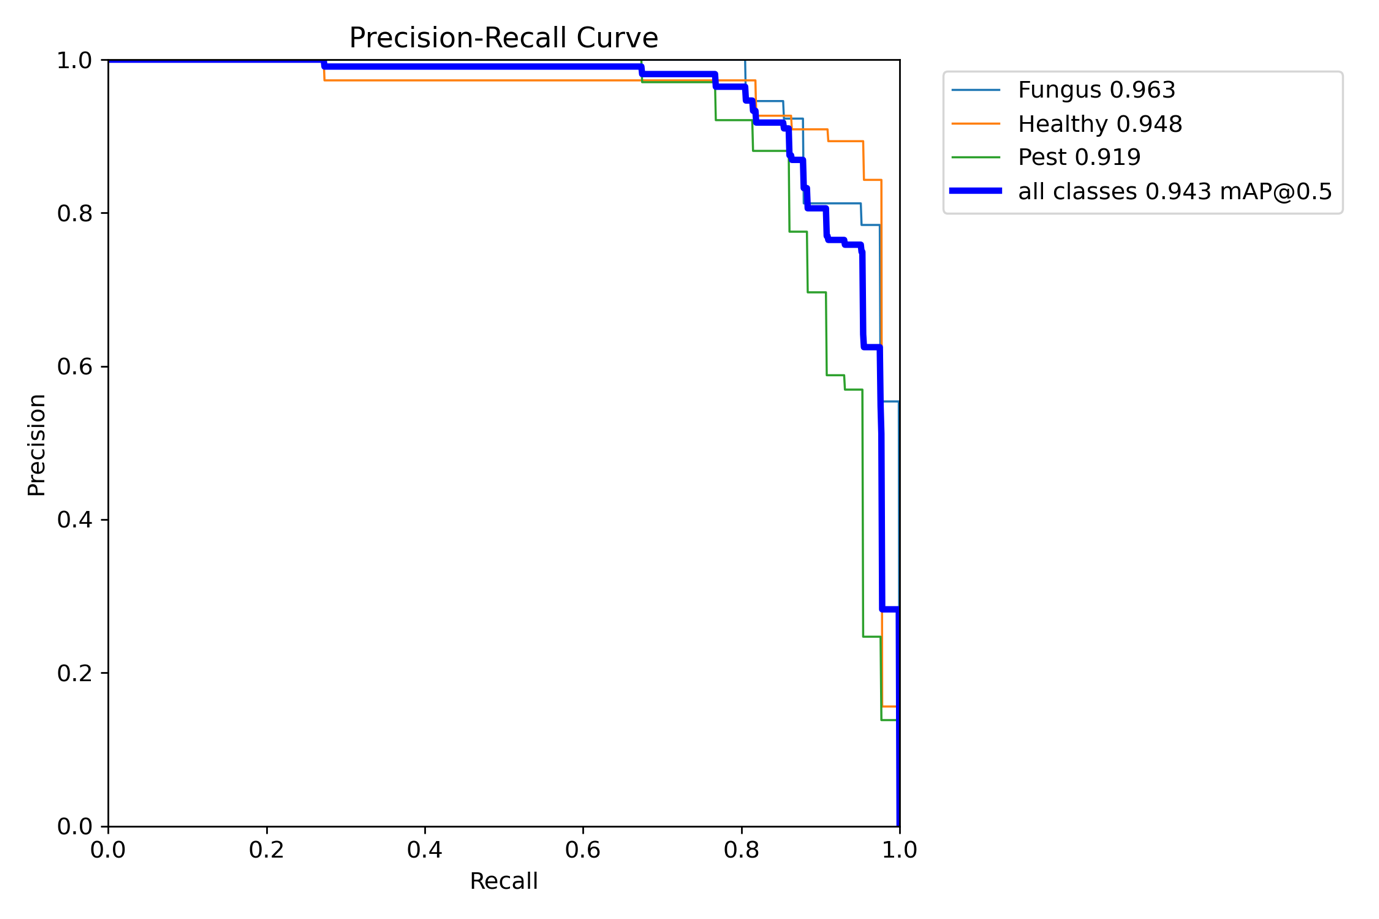 Precision-Recall Curve
1.0
0.8
0.6
0.4
0.2
0.0
Precision
0.0 0.2 0.4 0.6 0.8 1.0
Recall
Fungus 0.963
Healthy 0.948
Pest 0.919
all classes 0.943 mAP@0.5